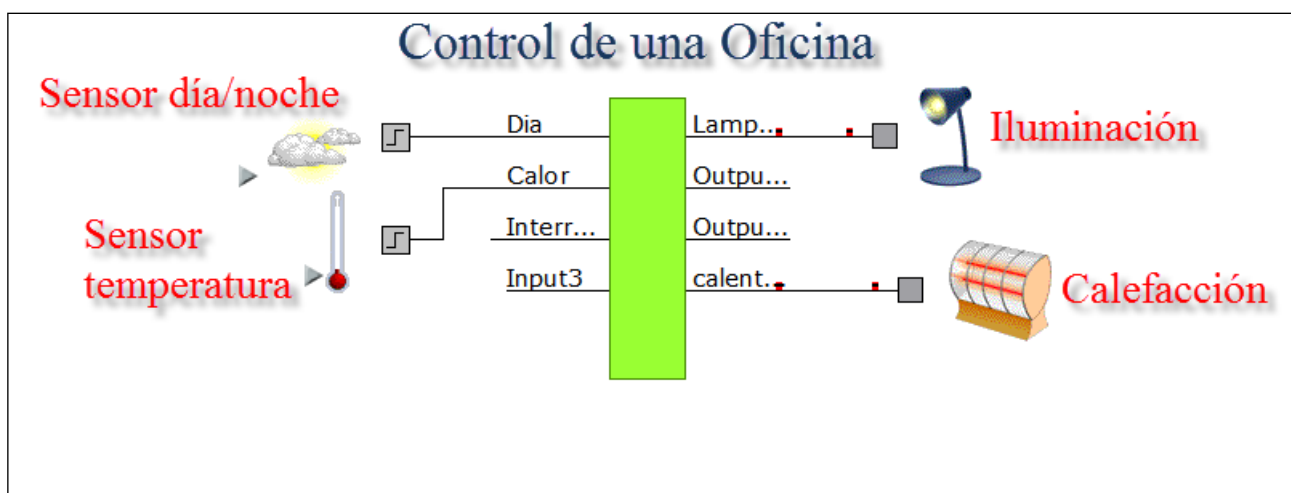 Control de una Oficina
Sensor día/noche
Dia
Lamp...
Iluminación
Calor
Outpu...
Sensor
temperatura
Interr...
Outpu...
Input3
calent...
Calefacción